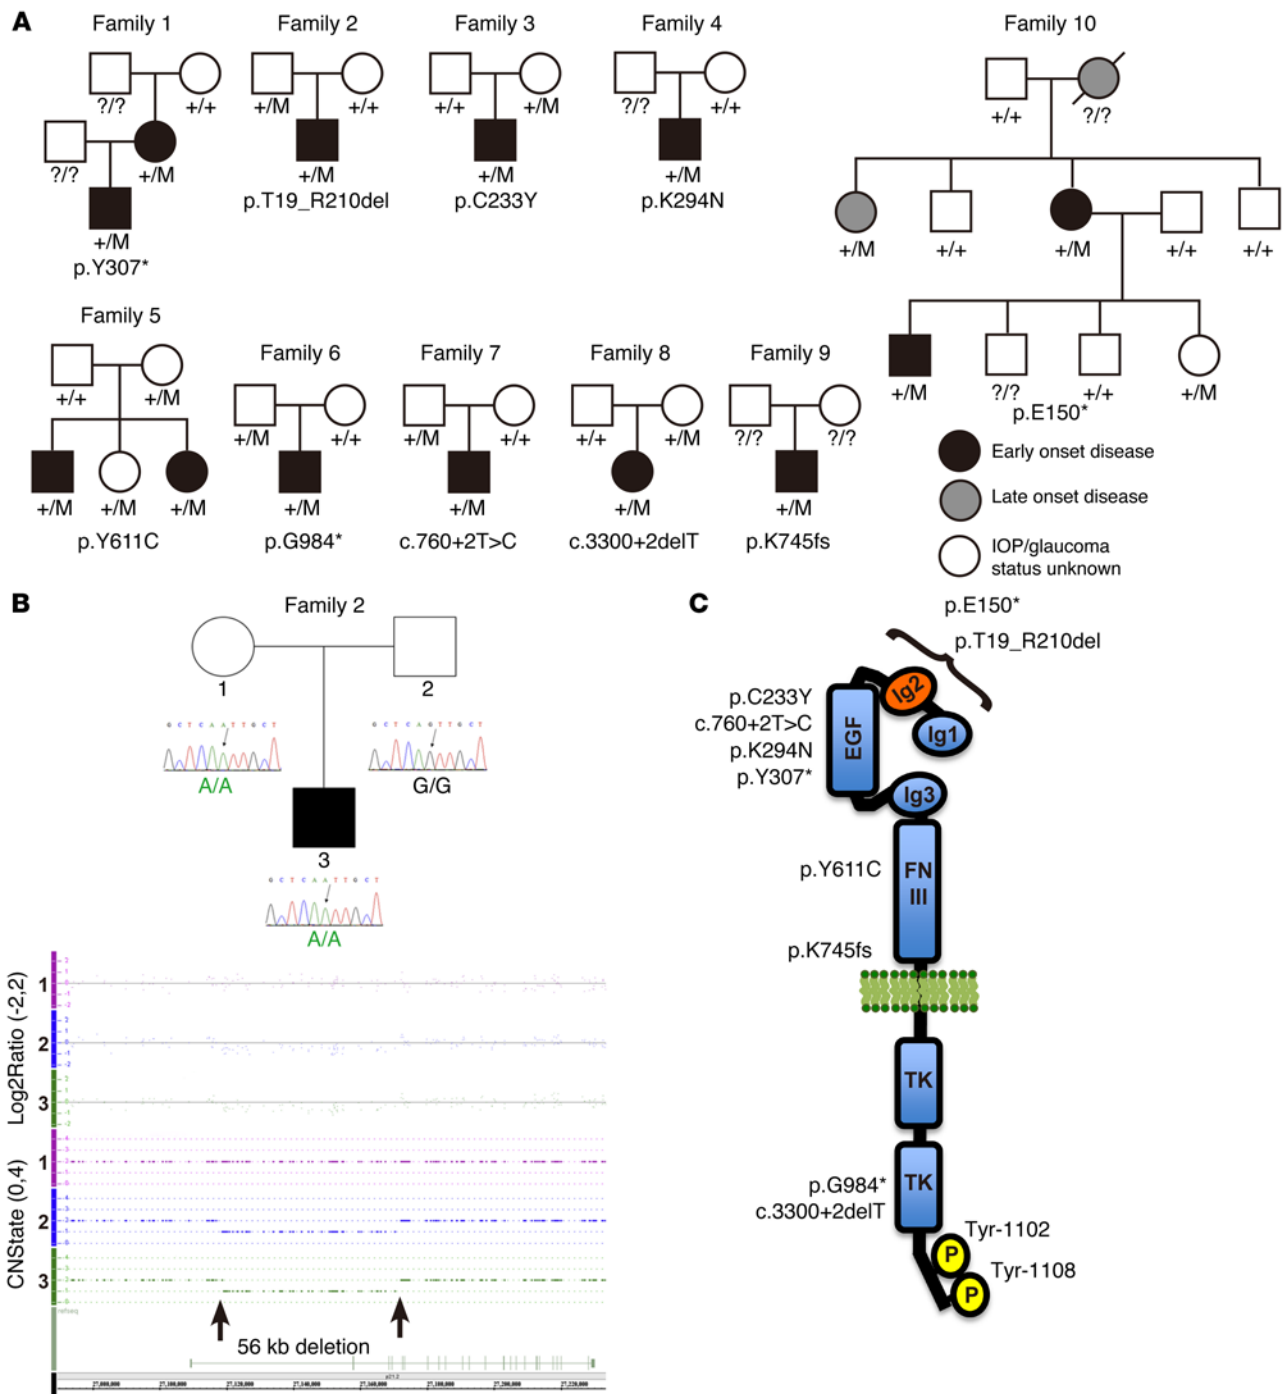 A
Family 1
Family 2
Family 3
Family 4
Family 10
?/? +/+
+/M +/+
+/+ +/M
?/? +/+
+/+ ?/?
?/? +/M
+/M
p.Y307*
+/M
p.T19_R210del
+/M
p.C233Y
+/M
p.K294N
+/M +/+ +/M +/+ +/+
+/M ?/? +/+ +/M
p.E150*
Family 5
Family 6
Family 7
Family 8
Family 9
+/+ +/M
+/M +/+
+/M +/+
+/+ +/M
?/? ?/?
+/M +/M +/M
p.Y611C
+/M
p.G984*
+/M
c.760+2T>C
+/M
c.3300+2delT
+/M
p.K745fs
Early onset disease
Late onset disease
IOP/glaucoma
status unknown
B
Family 2
1
2
G C T C A A T T G C T
G C T C A G T T G C T
A/A
G/G
3
G C T C A A T T G C T
A/A
Log2Ratio (-2,2)
1
2
3
CNState (0,4)
1
2
3
refseq
56 kb deletion
C
p.E150*
p.T19_R210del
Ig2
Ig1
p.C233Y
c.760+2T>C
p.K294N
p.Y307*
EGF
Ig3
p.Y611C
FN
III
p.K745fs
TK
p.G984*
c.3300+2delT
TK
Tyr-1102
P
Tyr-1108
P